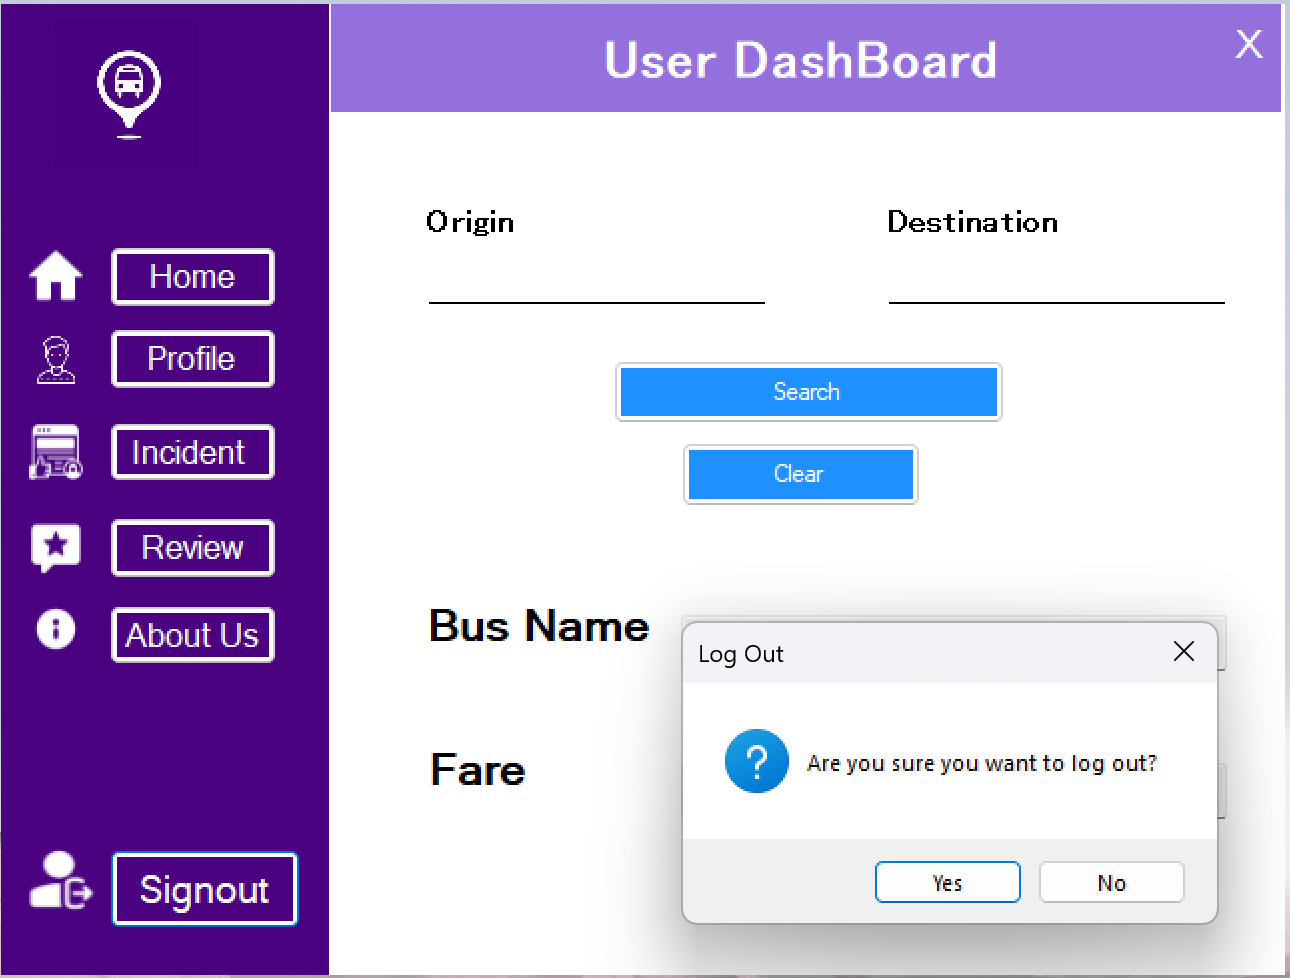 User DashBoard
X
Origin
Destination
Home
Profile
Search
Incident
Clear
Review
About Us
Bus Name
Log Out
Are you sure you want to log out?
Fare
Yes
No
Signout